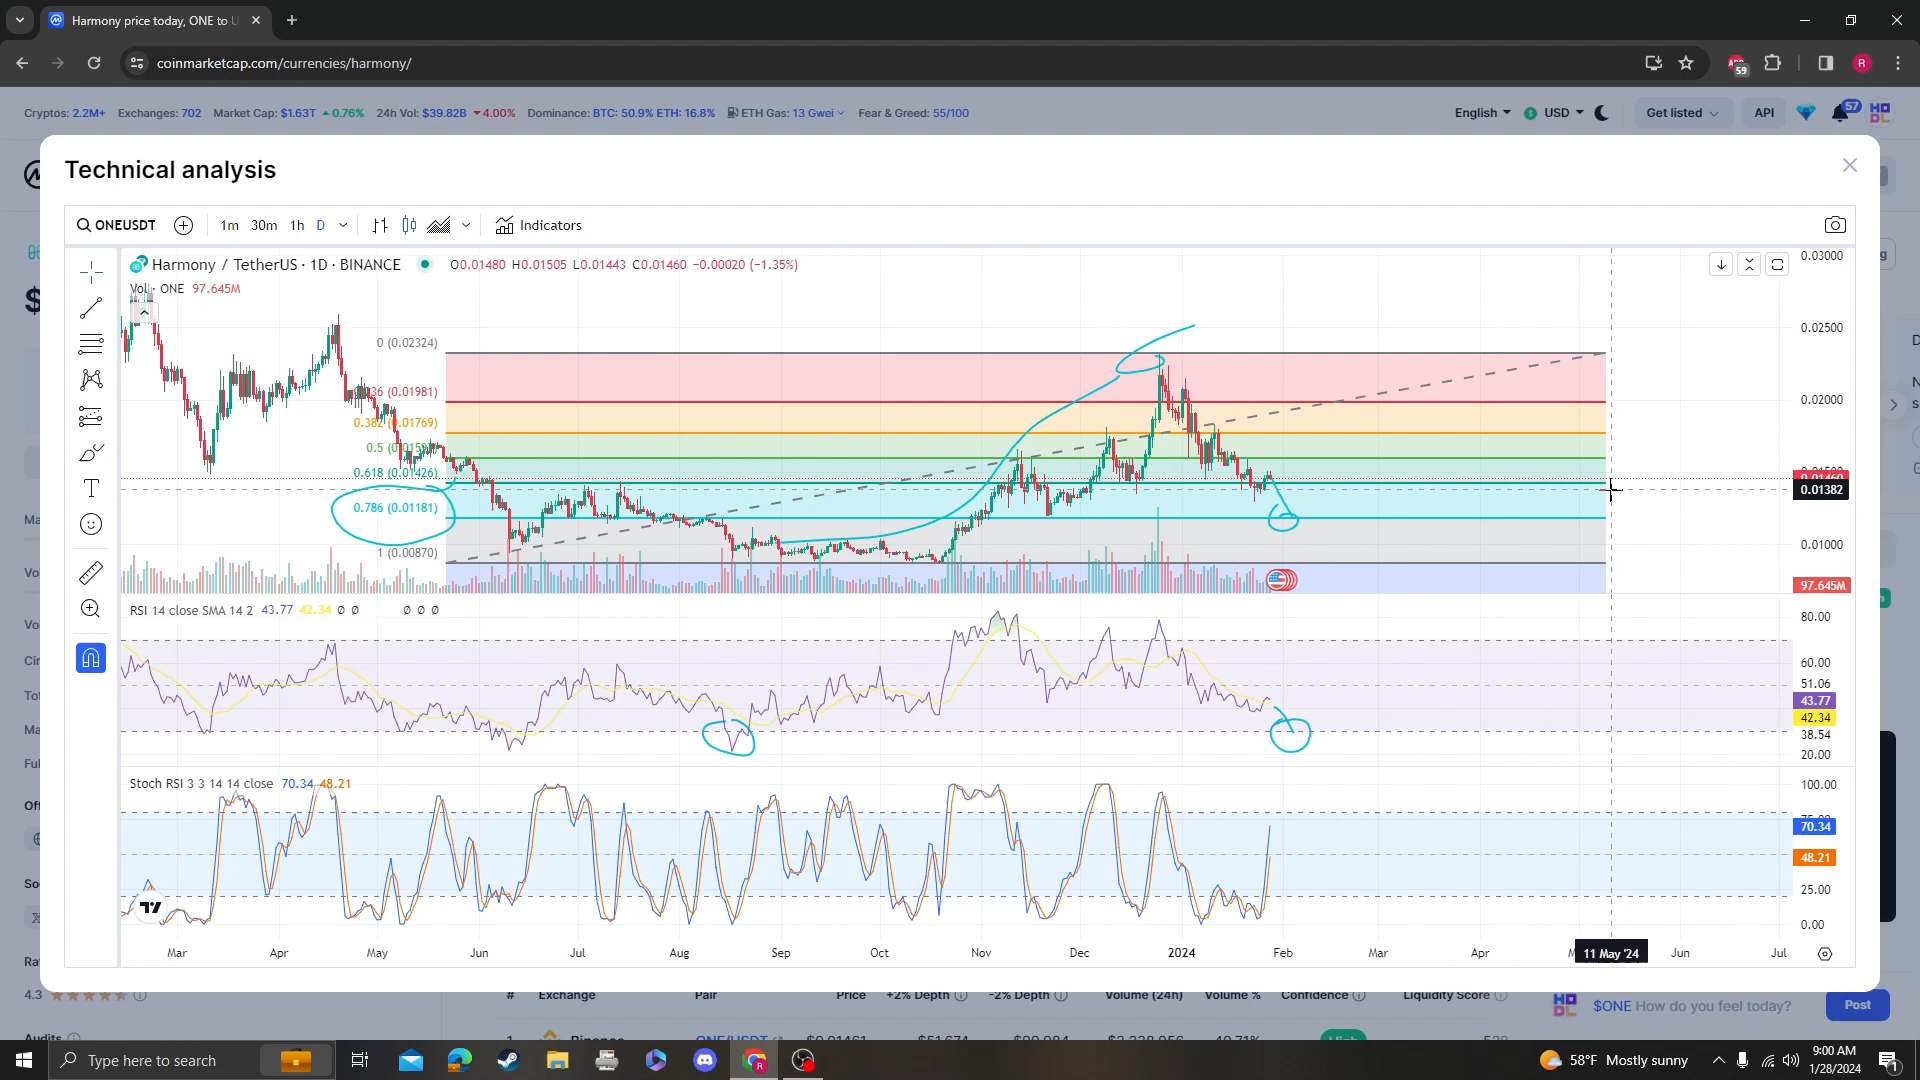 Harmony price today, ONE to U
coinmarketcap.com/currencies/harmony/
59
R
Cryptos: 2.2M+ Exchanges: 702 Market Cap: $1.63T 0.76% 24h Vol: $39.82B 4.00% Dominance: BTC: 50.9% ETH: 16.8% ETH Gas: 13 Gwei Fear & Greed: 55/100
English USD Get listed API 57
Technical analysis
ONEUSDT 1m 30m 1h D Indicators
Harmony / TetherUS · 1D · BINANCE O0.01480 H0.01505 L0.01443 C0.01460 -0.00020 (-1.35%)
Vol · ONE 97.645M
0.03000
0.02500
0 (0.02324)
0.236 (0.01981)
0.02000
0.382 (0.01769)
0.618 (0.01426)
0.01382
0.786 (0.01181)
0.01000
1 (0.00870)
97.645M
RSI 14 close SMA 14 2 43.77 42.34 Ø Ø Ø Ø Ø
80.00
60.00
51.06
43.77
42.34
38.54
20.00
Stoch RSI 3 3 14 14 close 70.34 48.21
100.00
70.34
48.21
25.00
0.00
Mar Apr May Jun Jul Aug Sep Oct Nov Dec 2024 Feb Mar Apr 11 May '24 Jun Jul
4.3
# Exchange Pair Price +2% Depth -2% Depth Volume (24h) Volume % Confidence Liquidity Score
$ONE How do you feel today? Post
Audits
Type here to search
58°F Mostly sunny
9:00 AM
1/28/2024